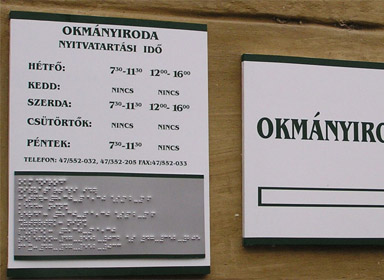 OKMÁNYIRODA
NYITVATARTÁSI IDŐ
HÉTFŐ: 7³⁰-11³⁰ 12⁰⁰-16⁰⁰
KEDD: NINCS NINCS
SZERDA: 7³⁰-11³⁰ 12⁰⁰-16⁰⁰
CSÜTÖRTÖK: NINCS NINCS
PÉNTEK: 7³⁰-11³⁰ NINCS
TELEFON: 47/552-032, 47/552-205 FAX:47/552-033
OKMÁNYIRO